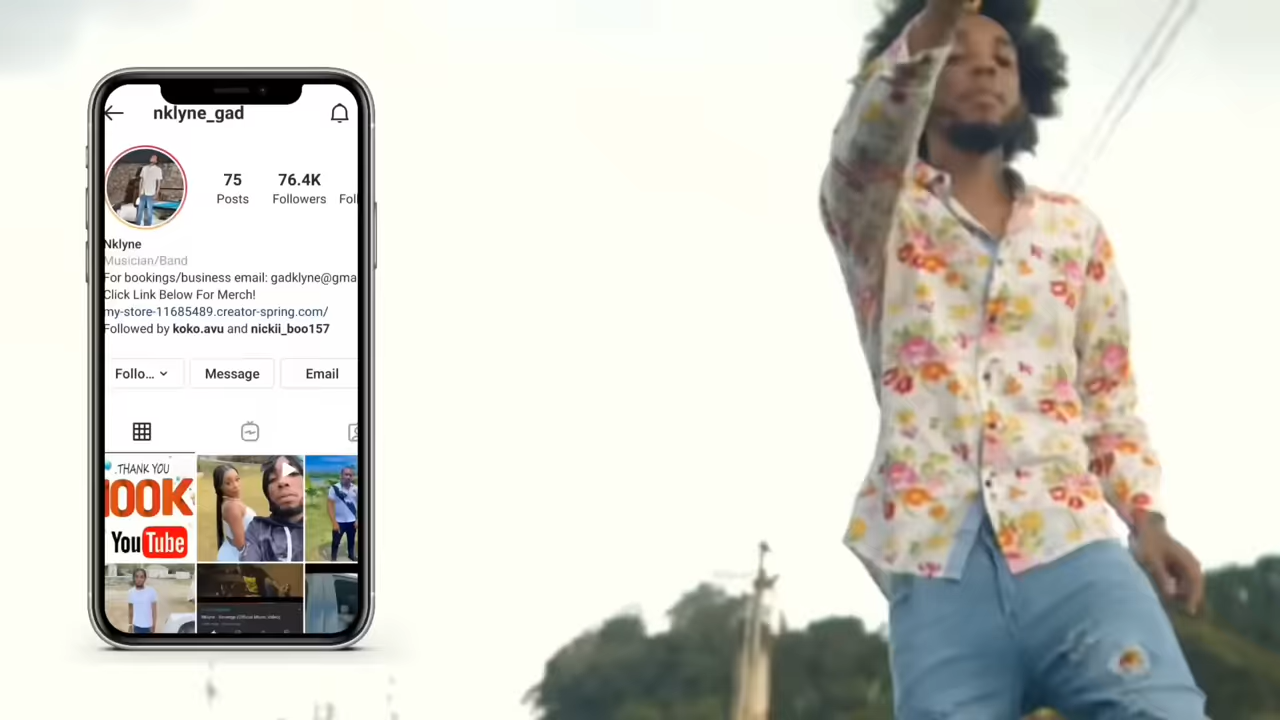 nklyne_gad
75
76.4K
Posts
Followers
Fol
Nklyne
Musician/Band
For bookings/business email: gadklyne@gma
Click Link Below For Merch!
my-store-11685489.creator-spring.com/
Followed by koko.avu and nickii_boo157
Follo...
Message
Email
THANK YOU
100K
YouTube